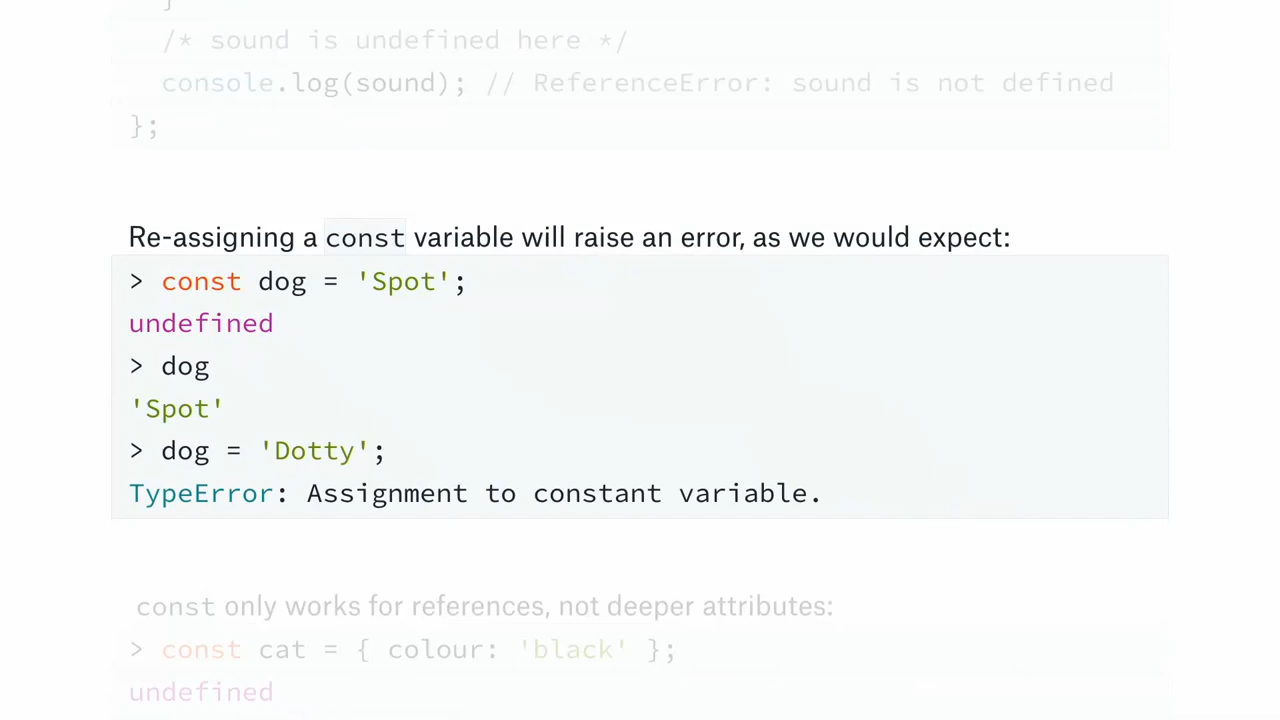 }
/* sound is undefined here */
console.log(sound); // ReferenceError: sound is not defined
};
Re-assigning a const variable will raise an error, as we would expect:
> const dog = 'Spot';
undefined
> dog
'Spot'
> dog = 'Dotty';
TypeError: Assignment to constant variable.
const only works for references, not deeper attributes:
> const cat = { colour: 'black' };
undefined